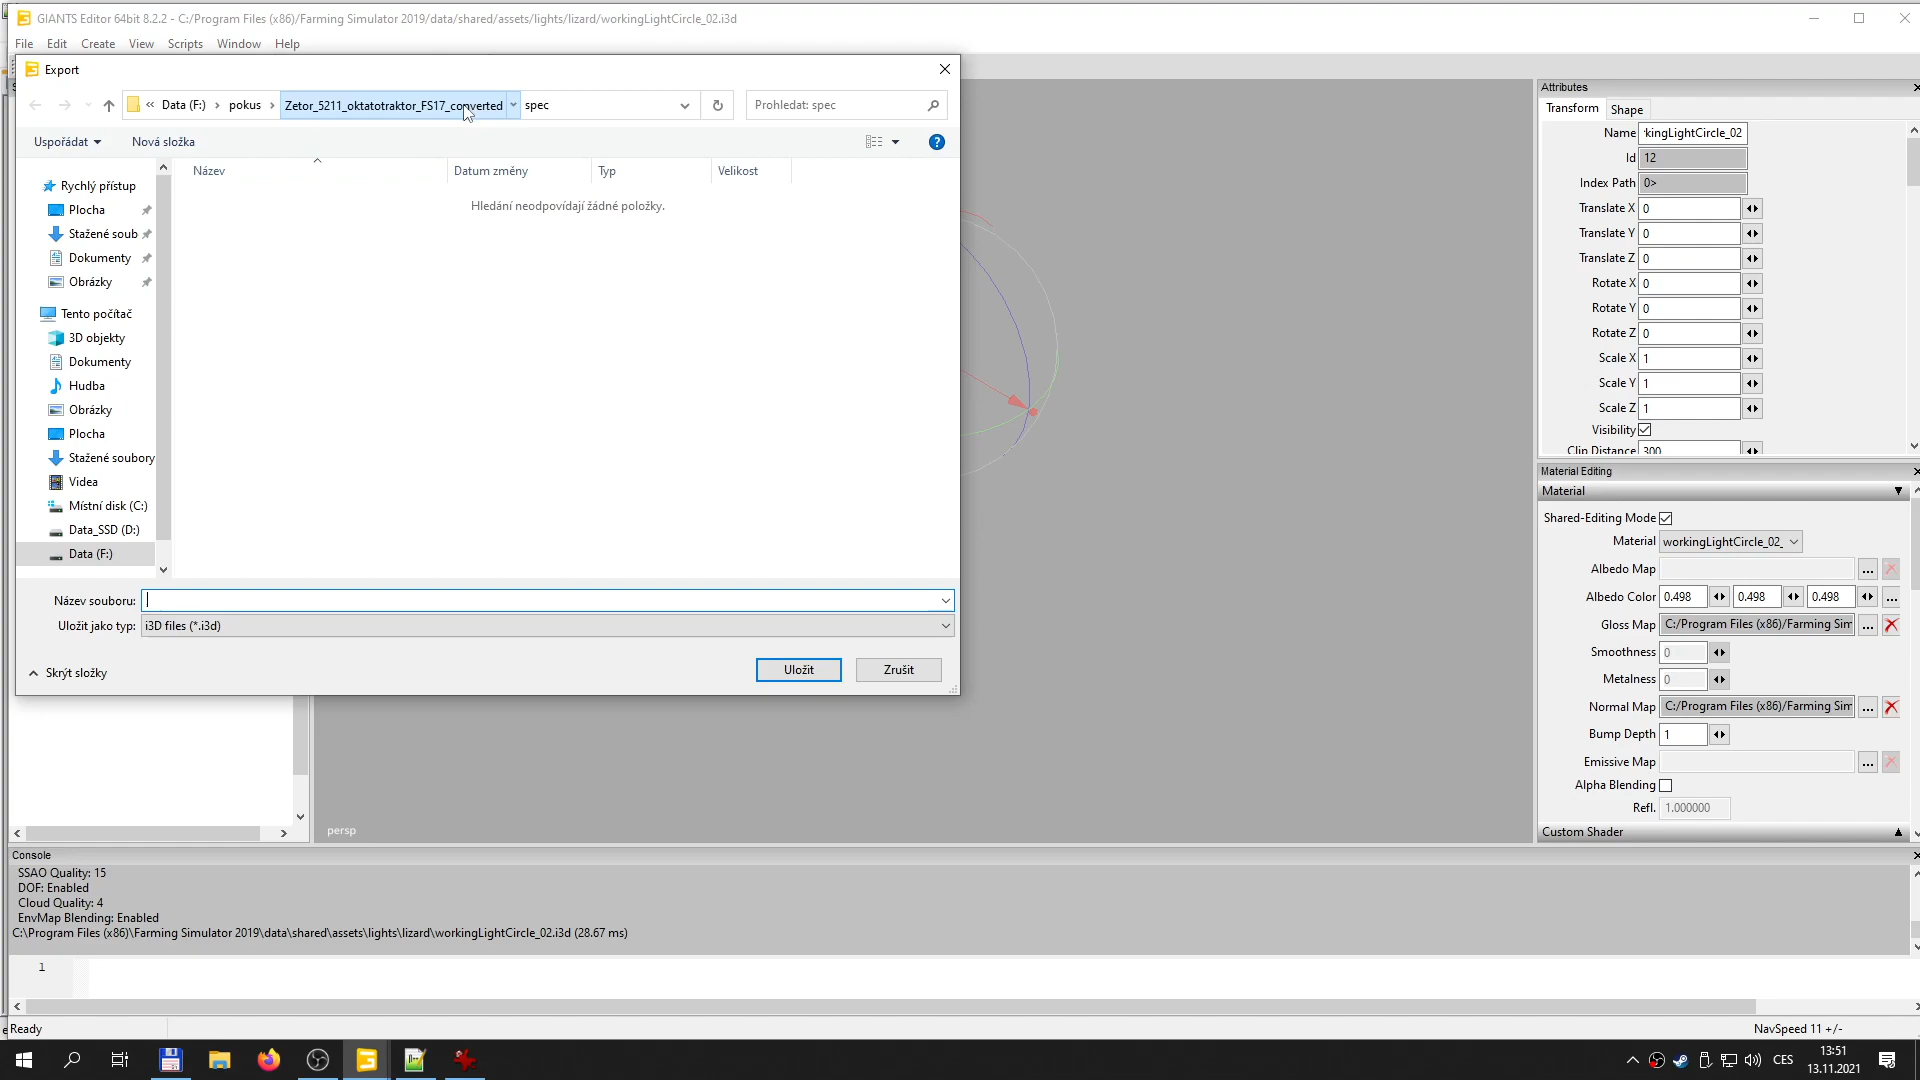 GIANTS Editor 64bit 8.2.2 - C:/Program Files (x86)/Farming Simulator 2019/data/shared/assets/lights/lizard/workingLightCircle_02.i3d
File Edit Create View Scripts Window Help
Export
« Data (F:) › pokus › Zetor_5211_oktatotraktor_FS17_converted spec
Prohledat: spec
Uspořádat Nová složka
?
Název Datum změny Typ Velikost
Hledání neodpovídají žádné položky.
Rychlý přístup
Plocha
Stažené soub
Dokumenty
Obrázky
Tento počítač
3D objekty
Dokumenty
Hudba
Obrázky
Plocha
Stažené soubory
Videa
Místní disk (C:)
Data_SSD (D:)
Data (F:)
Název souboru:
Uložit jako typ: i3D files (*.i3d)
Skrýt složky
Uložit Zrušit
persp
Attributes
Transform Shape
Name kingLightCircle_02
Id 12
Index Path 0>
Translate X 0
Translate Y 0
Translate Z 0
Rotate X 0
Rotate Y 0
Rotate Z 0
Scale X 1
Scale Y 1
Scale Z 1
Visibility
Clip Distance 300
Material Editing
Material
Shared-Editing Mode
Material workingLightCircle_02_
Albedo Map ...
Albedo Color 0.498 0.498 0.498 ...
Gloss Map C:/Program Files (x86)/Farming Sim ...
Smoothness 0
Metalness 0
Normal Map C:/Program Files (x86)/Farming Sim ...
Bump Depth 1
Emissive Map ...
Alpha Blending
Refl. 1.000000
Custom Shader
Console
SSAO Quality: 15
DOF: Enabled
Cloud Quality: 4
EnvMap Blending: Enabled
C:\Program Files (x86)\Farming Simulator 2019\data\shared\assets\lights\lizard\workingLightCircle_02.i3d (28.67 ms)
1
Ready
NavSpeed 11 +/-
CES
13:51
13.11.2021